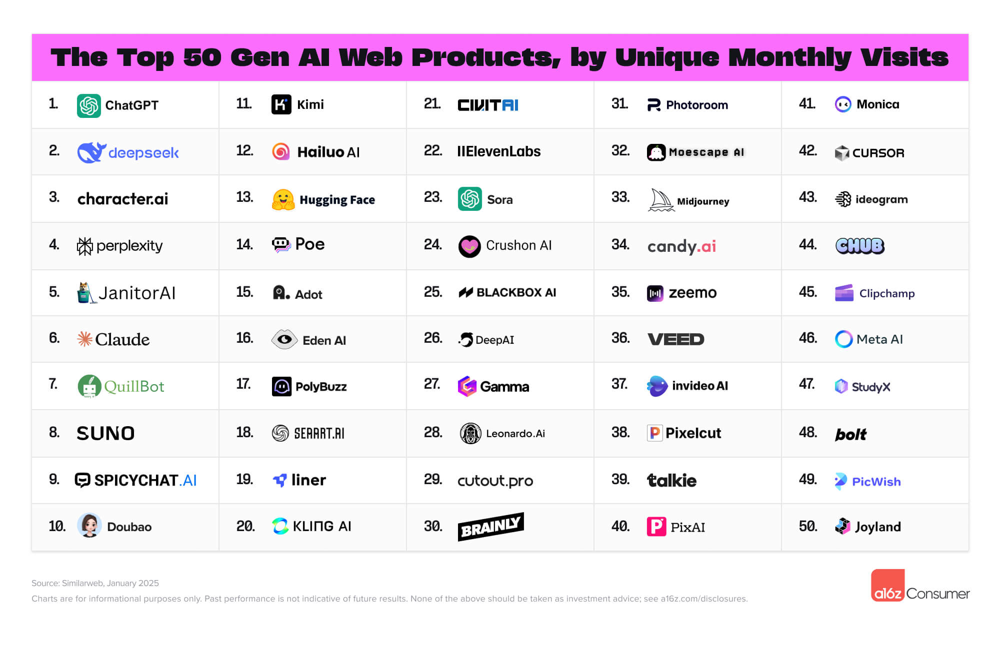 The Top 50 Gen AI Web Products, by Unique Monthly Visits
1. ChatGPT
2. deepseek
3. character.ai
4. perplexity
5. JanitorAI
6. Claude
7. QuillBot
8. SUNO
9. SPICYCHAT.AI
10. Doubao
11. Kimi
12. Hailuo AI
13. Hugging Face
14. Poe
15. A. Adot
16. Eden AI
17. PolyBuzz
18. SEAART.AI
19. liner
20. KLING AI
21. CIVITAI
22. IIElevenLabs
23. Sora
24. Crushon AI
25. BLACKBOX AI
26. DeepAI
27. Gamma
28. Leonardo.Ai
29. cutout.pro
30. BRAINLY
31. Photoroom
32. Moescape AI
33. Midjourney
34. candy.ai
35. zeemo
36. VEED
37. invideo AI
38. P Pixelcut
39. talkie
40. P PixAI
41. Monica
42. CURSOR
43. ideogram
44. CHUB
45. Clipchamp
46. Meta AI
47. StudyX
48. bolt
49. PicWish
50. Joyland
Source: Similarweb, January 2025
Charts are for informational purposes only. Past performance is not indicative of future results. None of the above should be taken as investment advice; see a16z.com/disclosures.
a16z Consumer